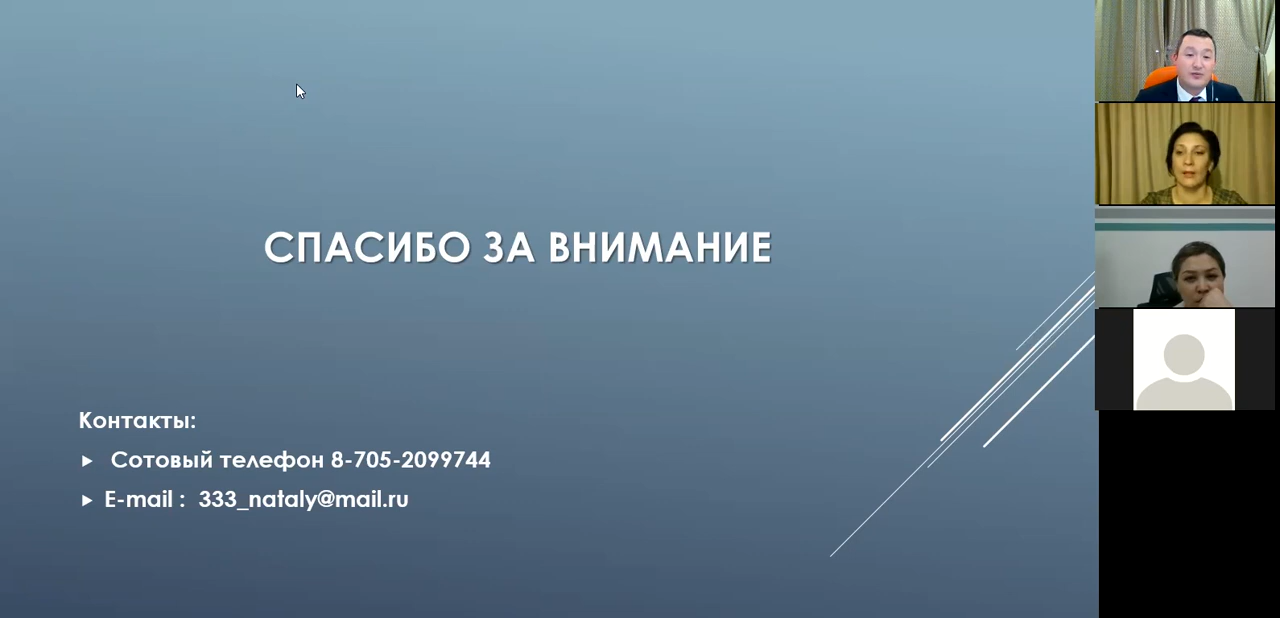 СПАСИБО ЗА ВНИМАНИЕ
Контакты:
Сотовый телефон 8-705-2099744
E-mail : 333_nataly@mail.ru